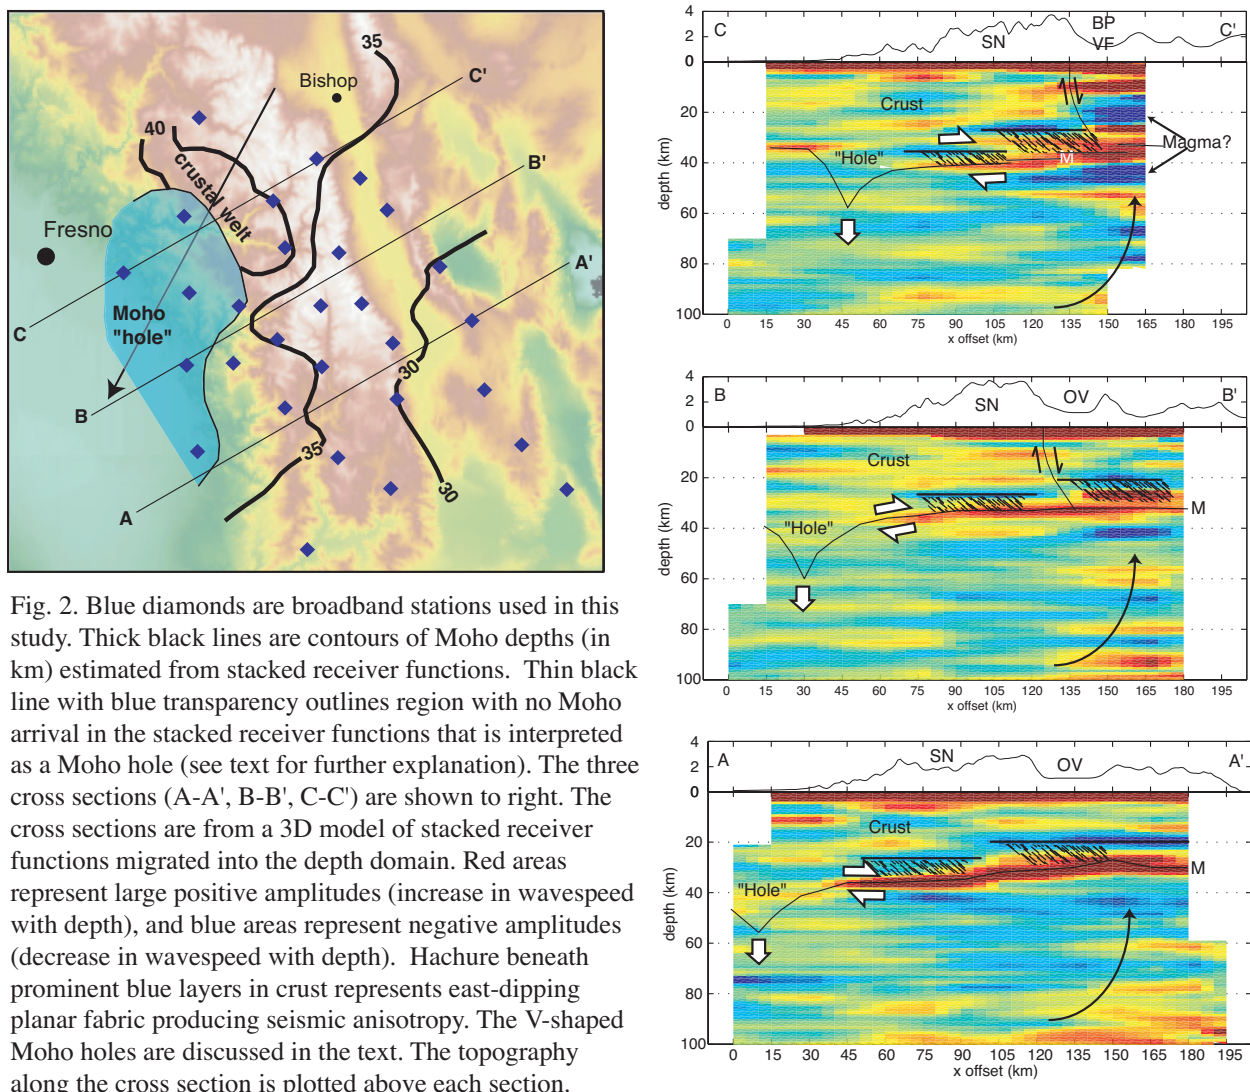 35
Bishop
C'
40
crustal welt
B'
Fresno
A'
Moho
"hole"
C
B
30
35
30
A
Fig. 2. Blue diamonds are broadband stations used in this
study. Thick black lines are contours of Moho depths (in
km) estimated from stacked receiver functions. Thin black
line with blue transparency outlines region with no Moho
arrival in the stacked receiver functions that is interpreted
as a Moho hole (see text for further explanation). The three
cross sections (A-A', B-B', C-C') are shown to right. The
cross sections are from a 3D model of stacked receiver
functions migrated into the depth domain. Red areas
represent large positive amplitudes (increase in wavespeed
with depth), and blue areas represent negative amplitudes
(decrease in wavespeed with depth). Hachure beneath
prominent blue layers in crust represents east-dipping
planar fabric producing seismic anisotropy. The V-shaped
Moho holes are discussed in the text. The topography
along the cross section is plotted above each section.
4 C BP C'
2 SN VF
0
Crust
20
"Hole" M Magma?
40
60
80
100
depth (km)
0 15 30 45 60 75 90 105 120 135 150 165 180 195
x offset (km)
4 B B'
2 SN OV
0
Crust
20
"Hole" M
40
60
80
100
depth (km)
0 15 30 45 60 75 90 105 120 135 150 165 180 195
x offset (km)
4 A SN A'
2 OV
0
Crust
20
"Hole" M
40
60
80
100
depth (km)
0 15 30 45 60 75 90 105 120 135 150 165 180 195
x offset (km)